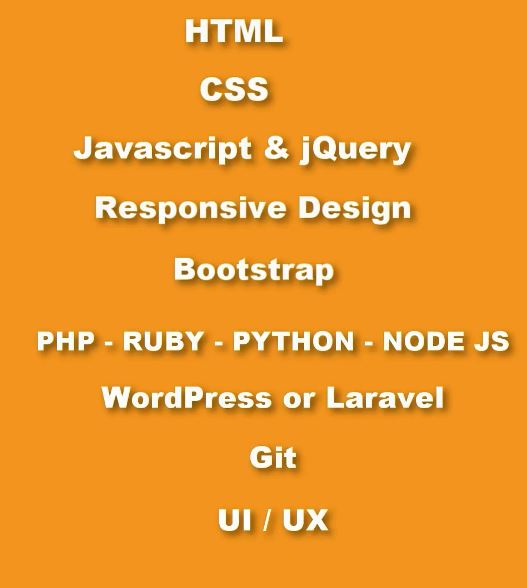 HTML
CSS
Javascript & jQuery
Responsive Design
Bootstrap
PHP - RUBY - PYTHON - NODE JS
WordPress or Laravel
Git
UI / UX